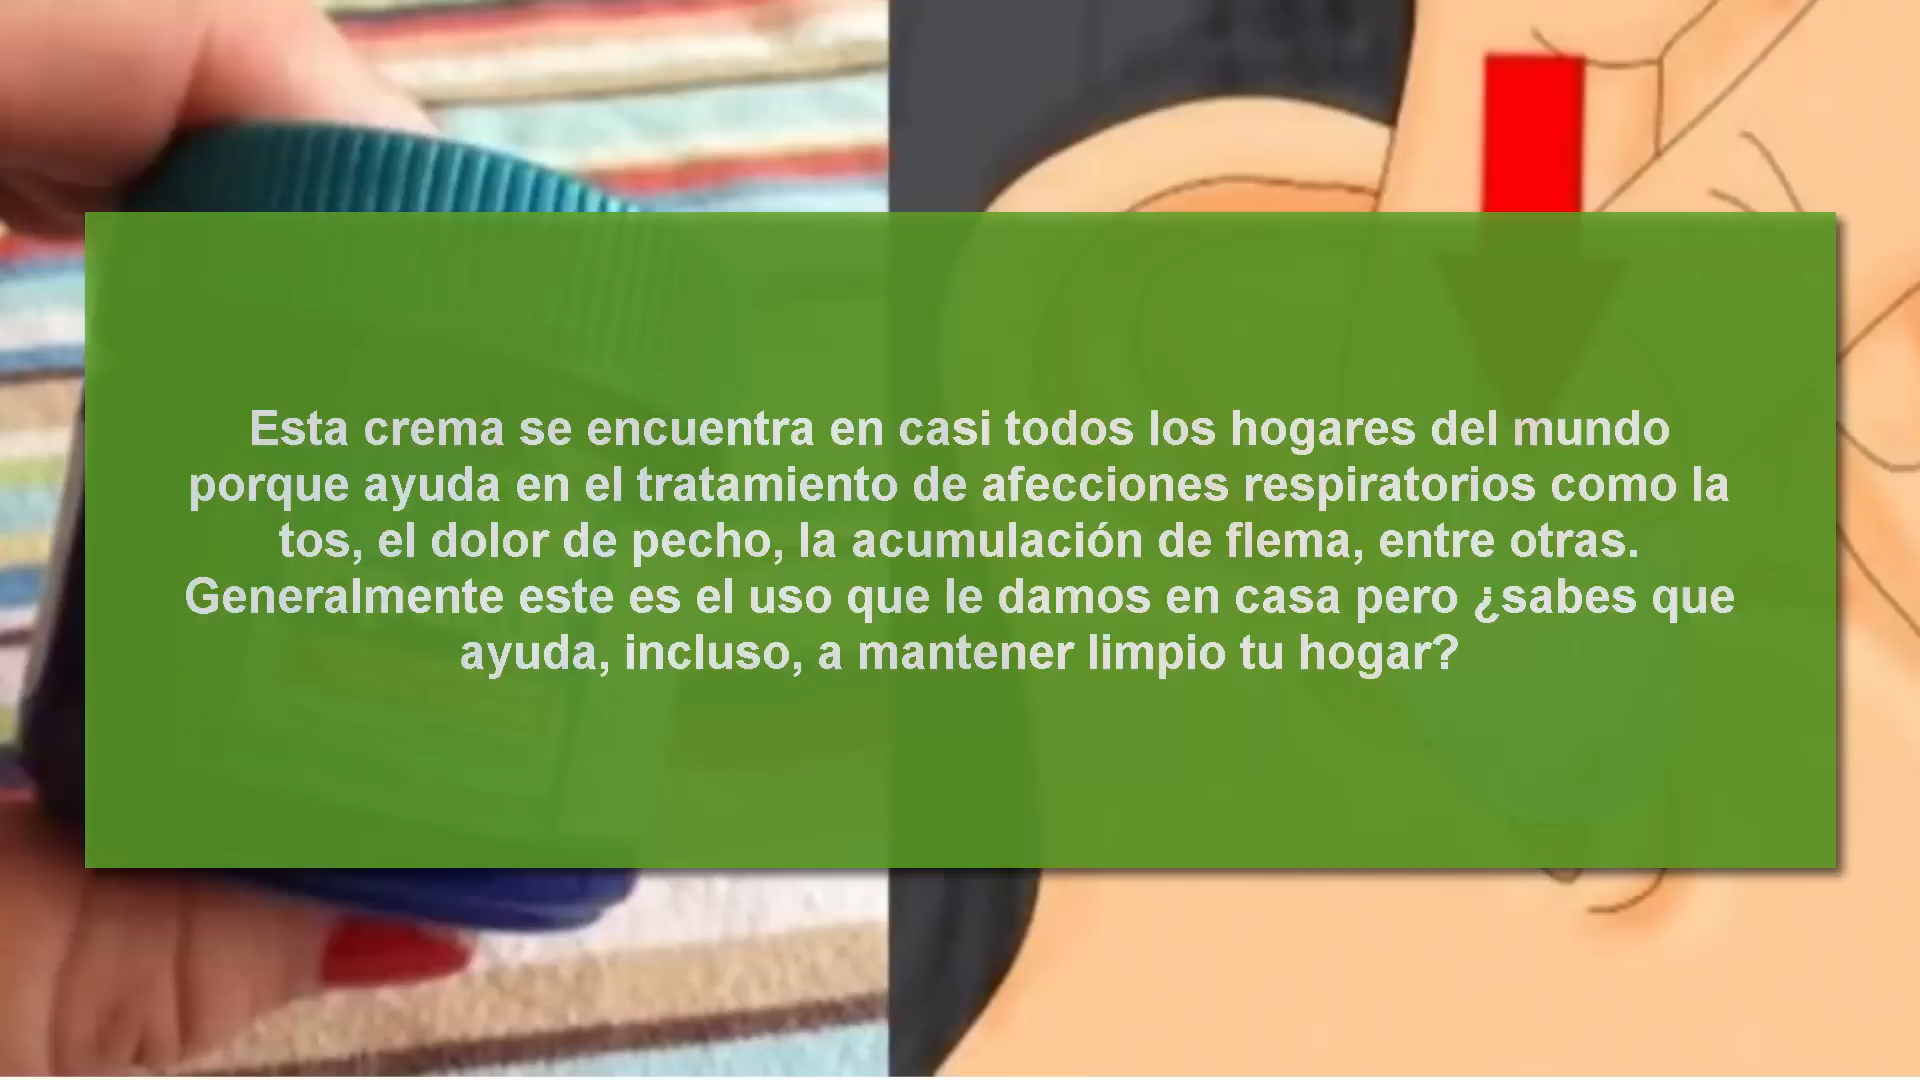 Esta crema se encuentra en casi todos los hogares del mundo
porque ayuda en el tratamiento de afecciones respiratorios como la
tos, el dolor de pecho, la acumulación de flema, entre otras.
Generalmente este es el uso que le damos en casa pero ¿sabes que
ayuda, incluso, a mantener limpio tu hogar?